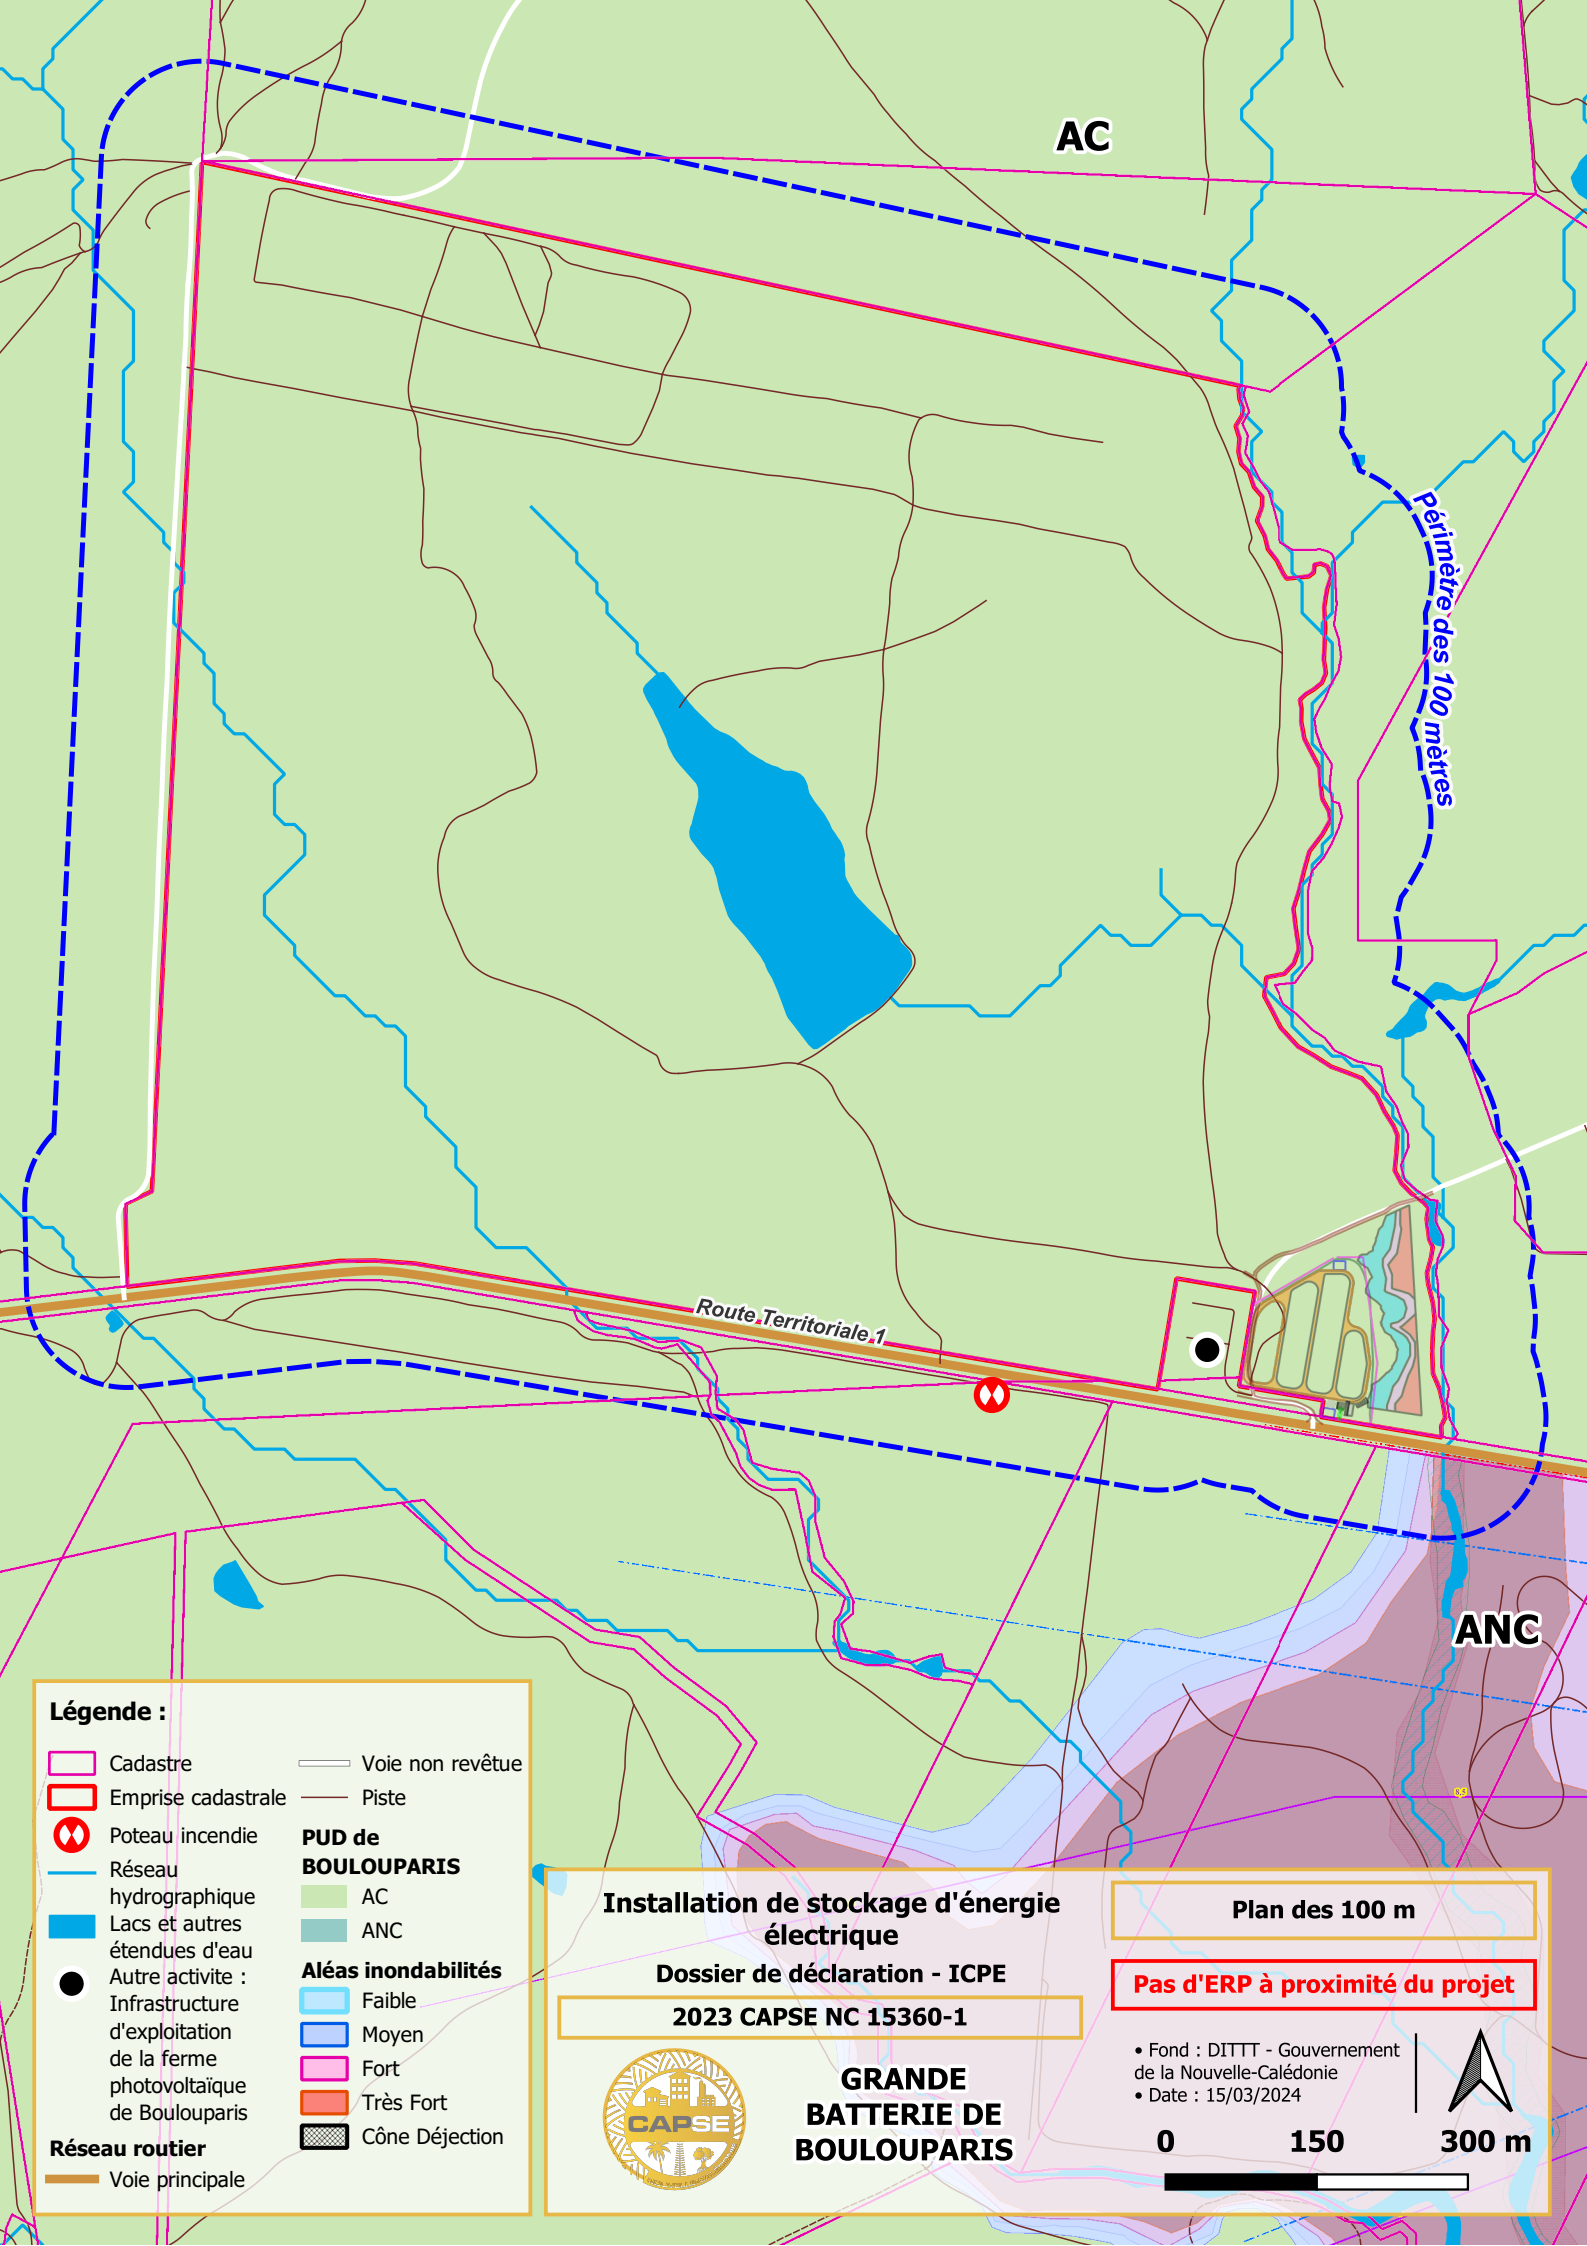 AC
Périmètre des 100 mètres
Route Territoriale 1
ANC
8,5
Légende :
Cadastre
Emprise cadastrale
Poteau incendie
Réseau
hydrographique
Lacs et autres
étendues d'eau
Autre activite :
Infrastructure
d'exploitation
de la ferme
photovoltaïque
de Boulouparis
Réseau routier
Voie principale
Voie non revêtue
Piste
PUD de
BOULOUPARIS
AC
ANC
Aléas inondabilités
Faible
Moyen
Fort
Très Fort
Cône Déjection
Installation de stockage d'énergie
électrique
Dossier de déclaration - ICPE
2023 CAPSE NC 15360-1
CAPSE
GRANDE
BATTERIE DE
BOULOUPARIS
Plan des 100 m
Pas d'ERP à proximité du projet
• Fond : DITTT - Gouvernement
de la Nouvelle-Calédonie
• Date : 15/03/2024
0 150 300 m